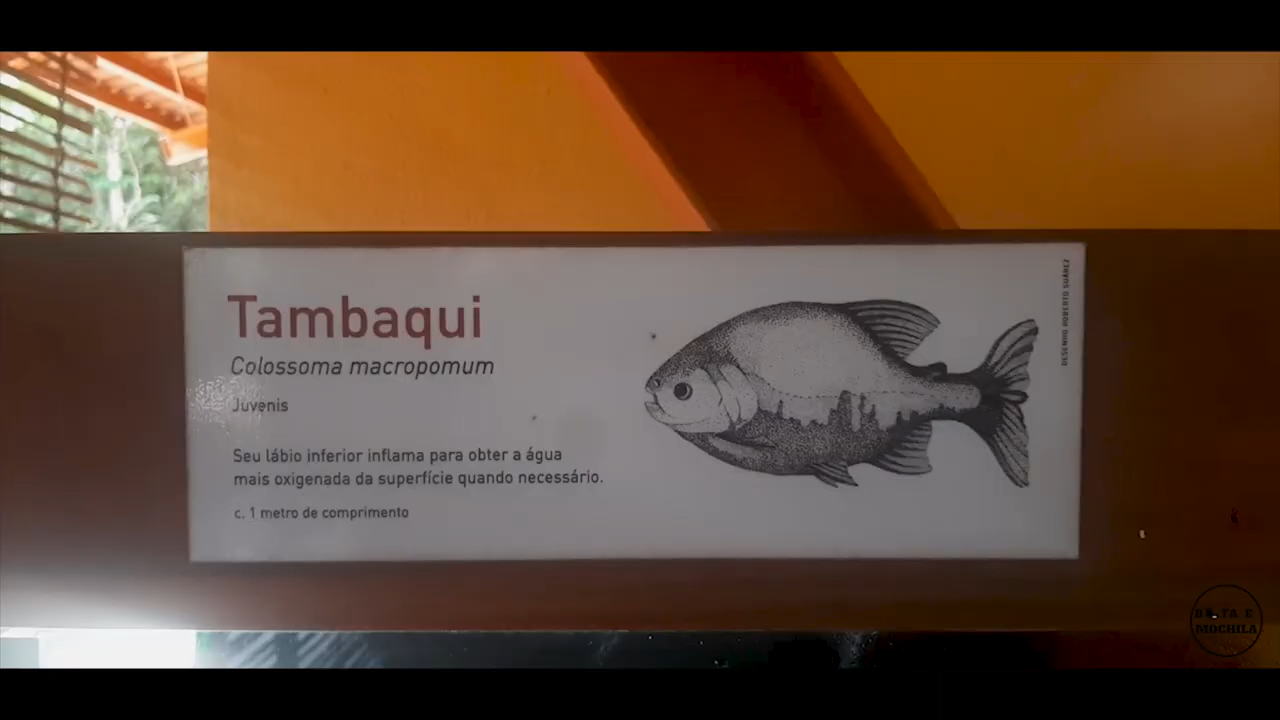 Tambaqui
Colossoma macropomum
Juvenis
Seu lábio inferior inflama para obter a água
mais oxigenada da superfície quando necessário.
c. 1 metro de comprimento
DESENHO ROBERTO SUÁREZ
MOCHILA